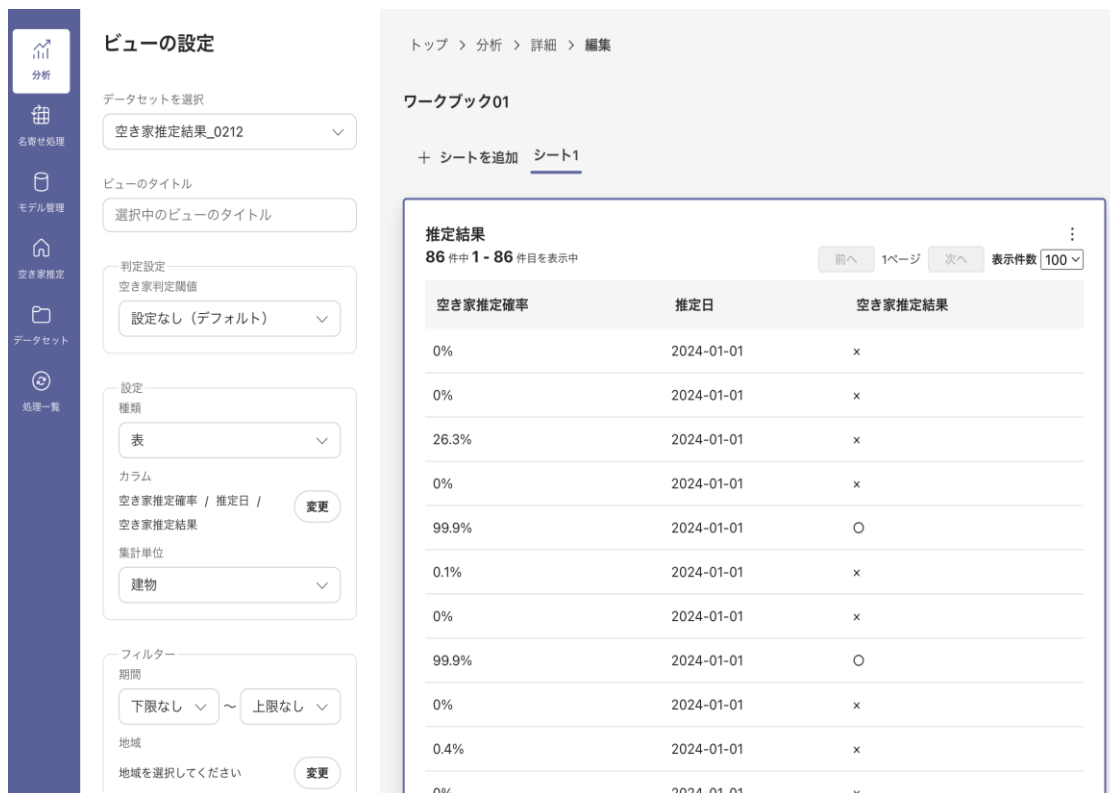 分析
名寄せ処理
モデル管理
空き家推定
データセット
処理一覧
ビューの設定
データセットを選択
空き家推定結果_0212
ビューのタイトル
選択中のビューのタイトル
判定設定
空き家判定閾値
設定なし（デフォルト）
設定
種類
表
カラム
空き家推定確率 / 推定日 /
空き家推定結果
変更
集計単位
建物
フィルター
期間
下限なし ～ 上限なし
地域
地域を選択してください
変更
トップ > 分析 > 詳細 > 編集
ワークブック01
＋ シートを追加 シート1
推定結果
86 件中 1 - 86 件目を表示中
前へ 1ページ 次へ 表示件数 100
空き家推定確率 推定日 空き家推定結果
0% 2024-01-01 ×
0% 2024-01-01 ×
26.3% 2024-01-01 ×
0% 2024-01-01 ×
99.9% 2024-01-01 ○
0.1% 2024-01-01 ×
0% 2024-01-01 ×
99.9% 2024-01-01 ○
0% 2024-01-01 ×
0.4% 2024-01-01 ×
0% 2024-01-01 ×